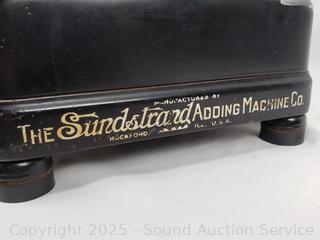 MANUFACTURED BY
THE Sundstrand ADDING MACHINE CO.
ROCKFORD, ILL, U.S.A.
Copyright 2025 - Sound Auction Service